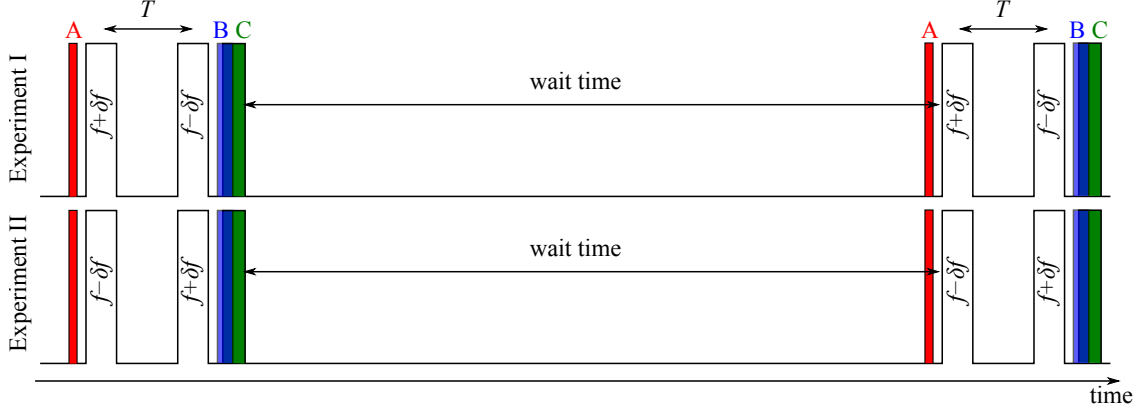 T T
A B C A B C
Experiment I f+δf f−δf wait time f+δf f−δf
Experiment II f−δf f+δf wait time f−δf f+δf
time